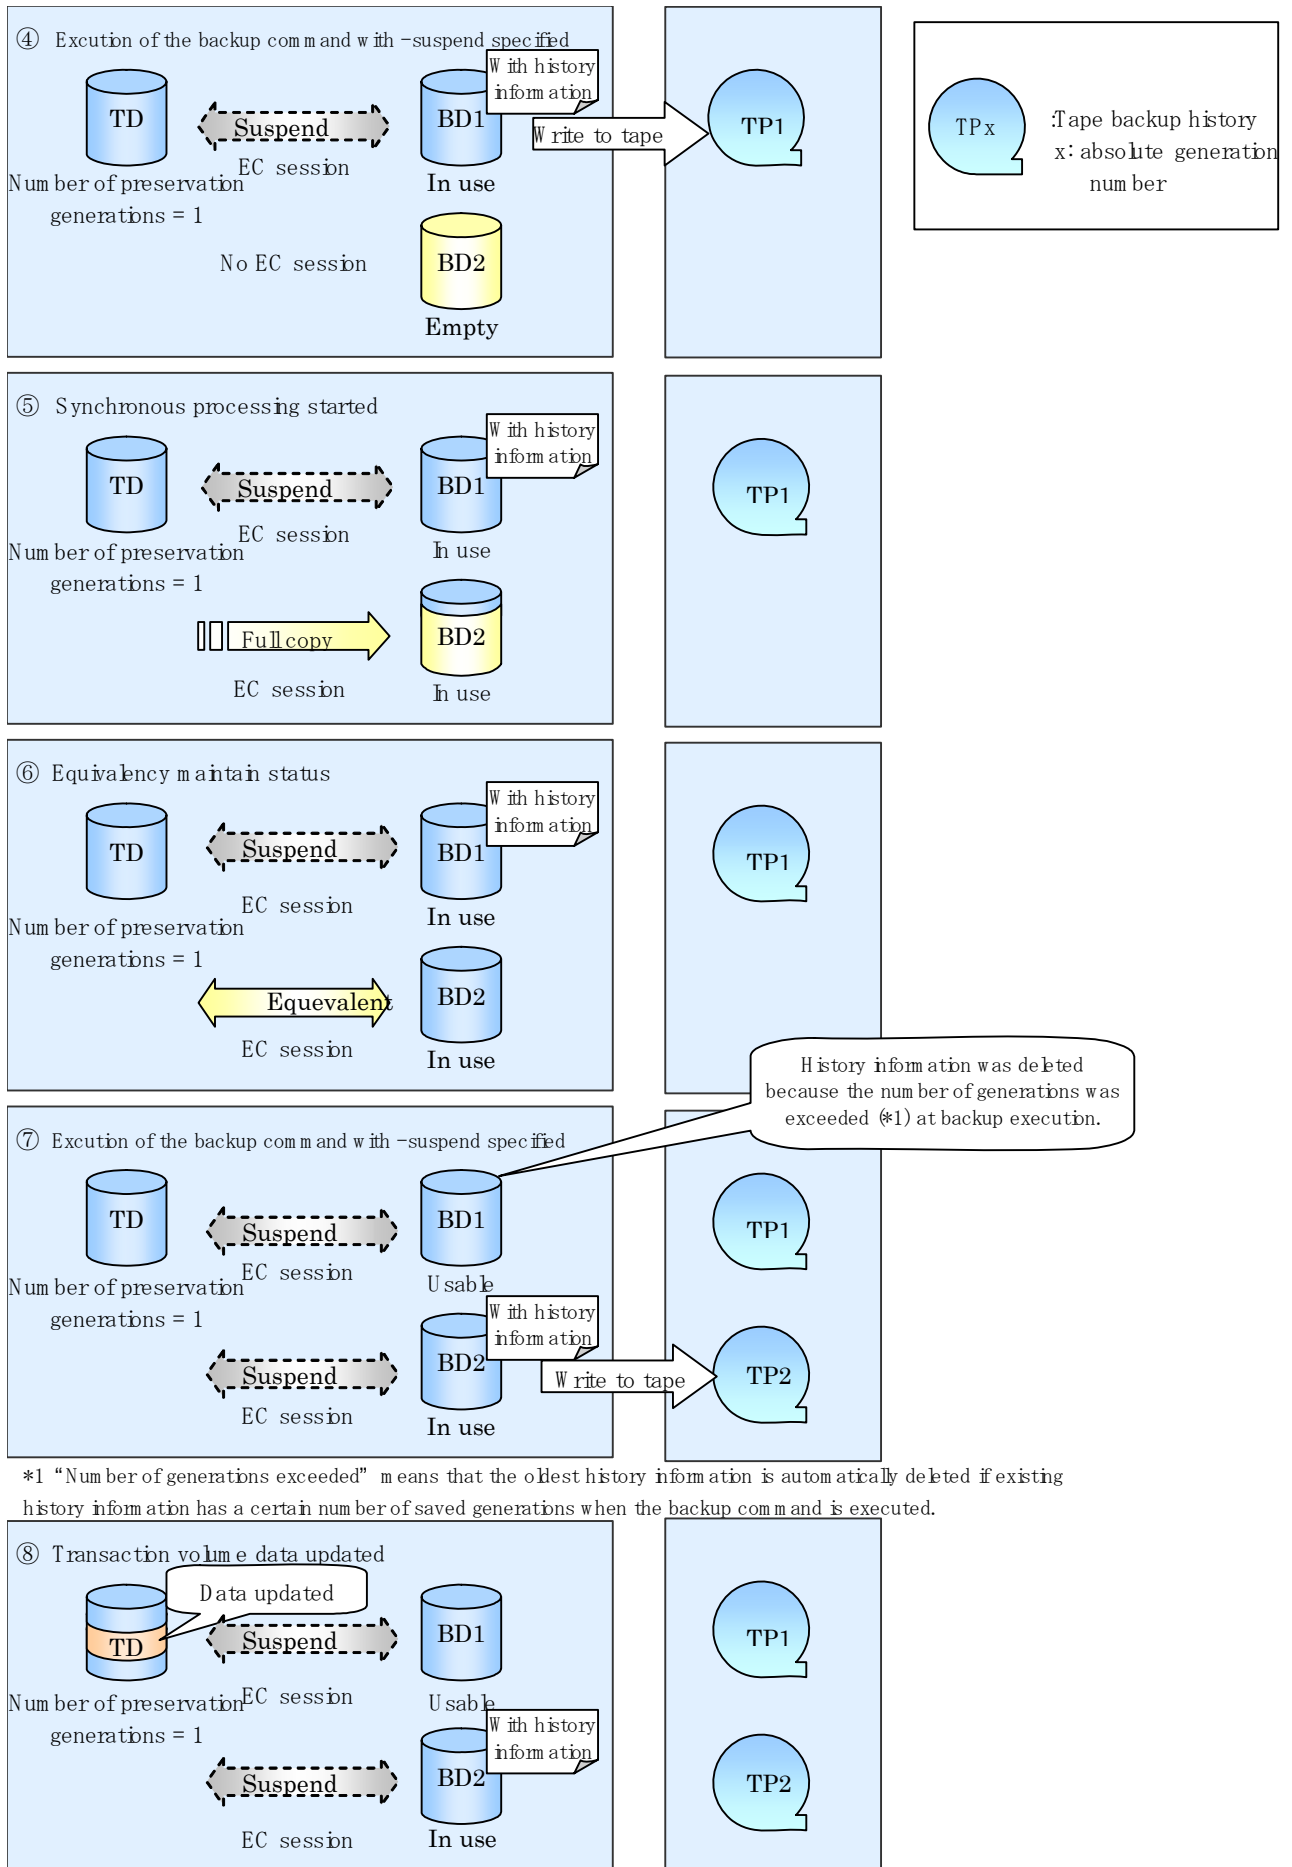 ④ Excution of the backup command with -suspend specified
With history
information
TD
Suspend
BD1
Write to tape
TP1
EC session
Number of preservation
generations = 1
In use
No EC session
BD2
Empty
TPx
:Tape backup history
x: absolute generation
number
⑤ Synchronous processing started
With history
information
TD
Suspend
BD1
TP1
EC session
Number of preservation
generations = 1
In use
Full copy
BD2
EC session
In use
⑥ Equivalency maintain status
With history
information
TD
Suspend
BD1
TP1
EC session
In use
Number of preservation
generations = 1
Equevalent
BD2
EC session
In use
History information was deleted
because the number of generations was
exceeded (*1) at backup execution.
⑦ Excution of the backup command with -suspend specified
TD
Suspend
BD1
TP1
EC session
Usable
Number of preservation
generations = 1
With history
information
Suspend
BD2
Write to tape
TP2
EC session
In use
*1 “Number of generations exceeded” means that the oldest history information is automatically deleted if existing
history information has a certain number of saved generations when the backup command is executed.
⑧ Transaction volume data updated
Data updated
TD
Suspend
BD1
TP1
EC session
Usable
Number of preservation
generations = 1
With history
information
Suspend
BD2
TP2
EC session
In use